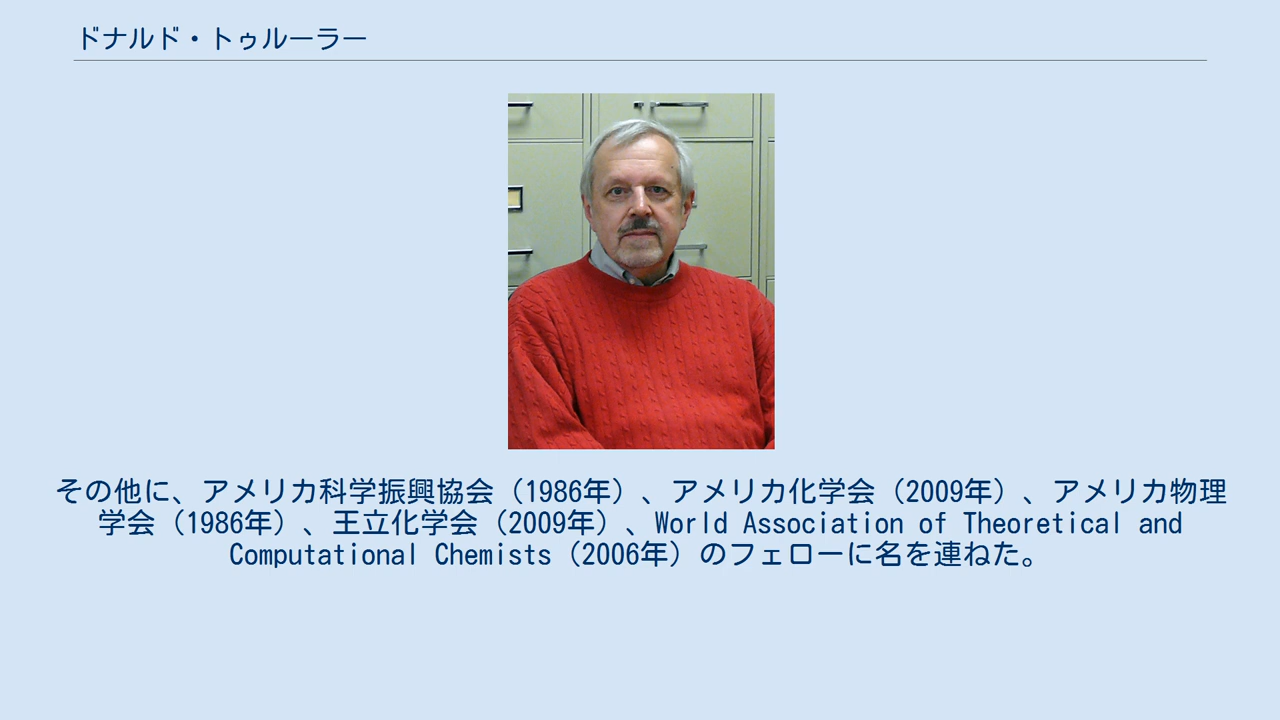 ドナルド・トゥルーラー
その他に、アメリカ科学振興協会（1986年）、アメリカ化学会（2009年）、アメリカ物理
学会（1986年）、王立化学会（2009年）、World Association of Theoretical and
Computational Chemists（2006年）のフェローに名を連ねた。